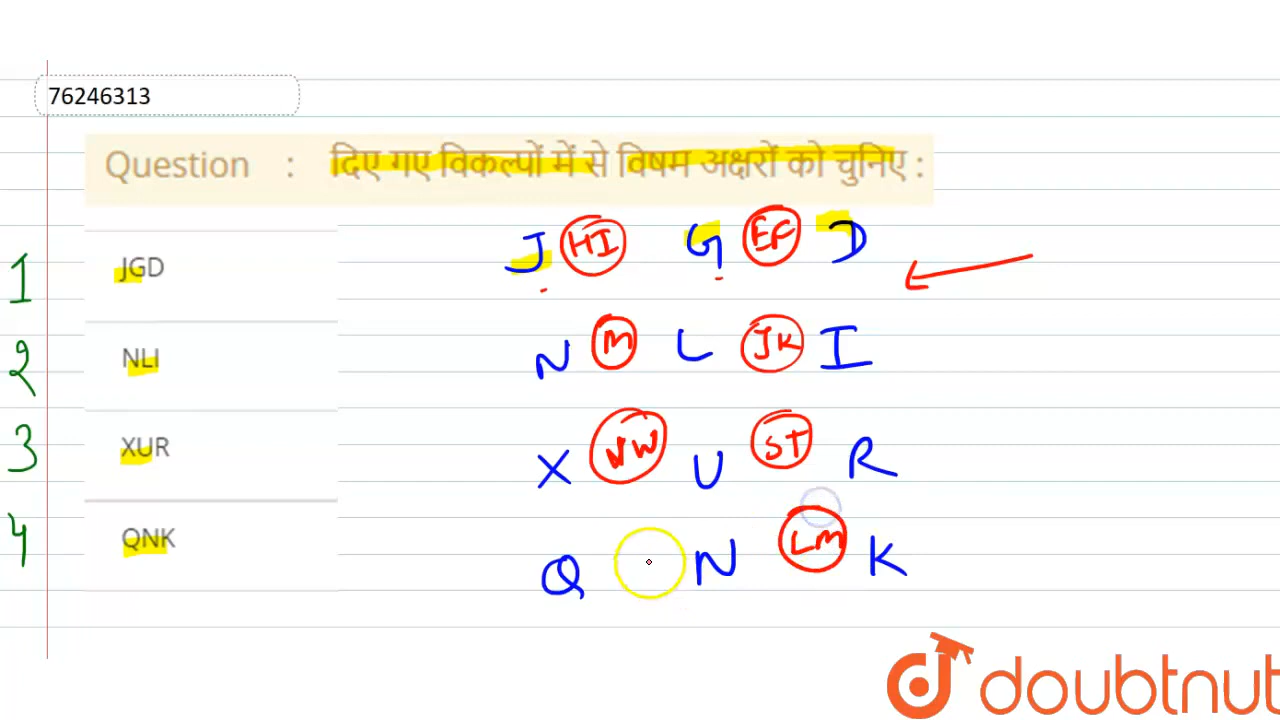 76246313
Question : दिए गए विकल्पों में से विषम अक्षरों को चुनिए :
1 JGD J HI G EF D
2 NLI N M L JK I
3 XUR X VW U ST R
4 QNK Q N LM K
doubtnut